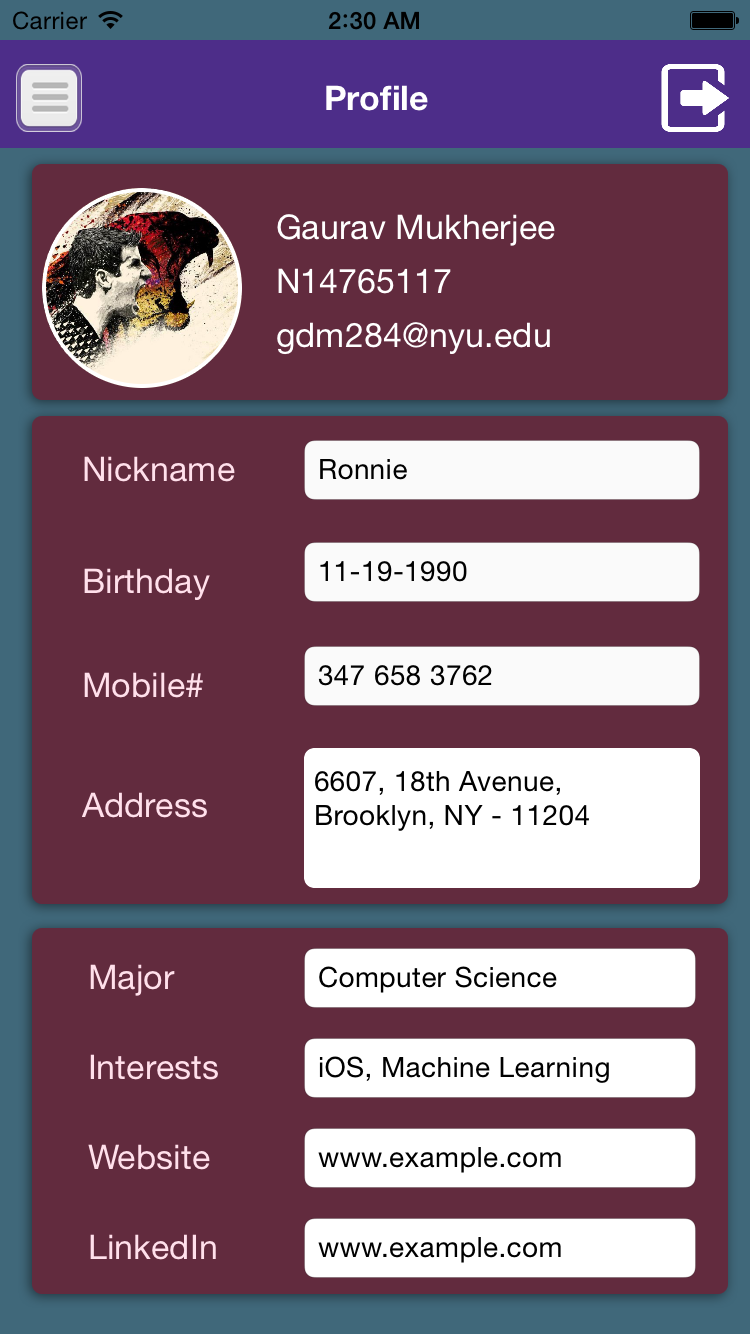 Carrier 2:30 AM
Profile
Gaurav Mukherjee
N14765117
gdm284@nyu.edu
Nickname Ronnie
Birthday 11-19-1990
Mobile# 347 658 3762
Address 6607, 18th Avenue,
Brooklyn, NY - 11204
Major Computer Science
Interests iOS, Machine Learning
Website www.example.com
LinkedIn www.example.com